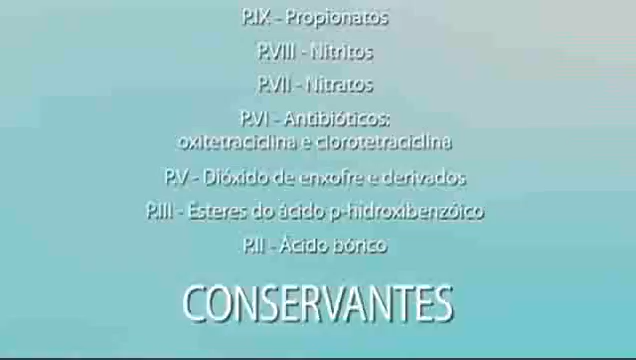 P.IX - Propionatos
P.VIII - Nitritos
P.VII - Nitratos
P.VI - Antibióticos:
oxitetraciclina e clorotetraciclina
P.V - Dióxido de enxofre e derivados
P.III - Esteres do ácido p-hidroxibenzóico
P.II - Ácido bórico
CONSERVANTES